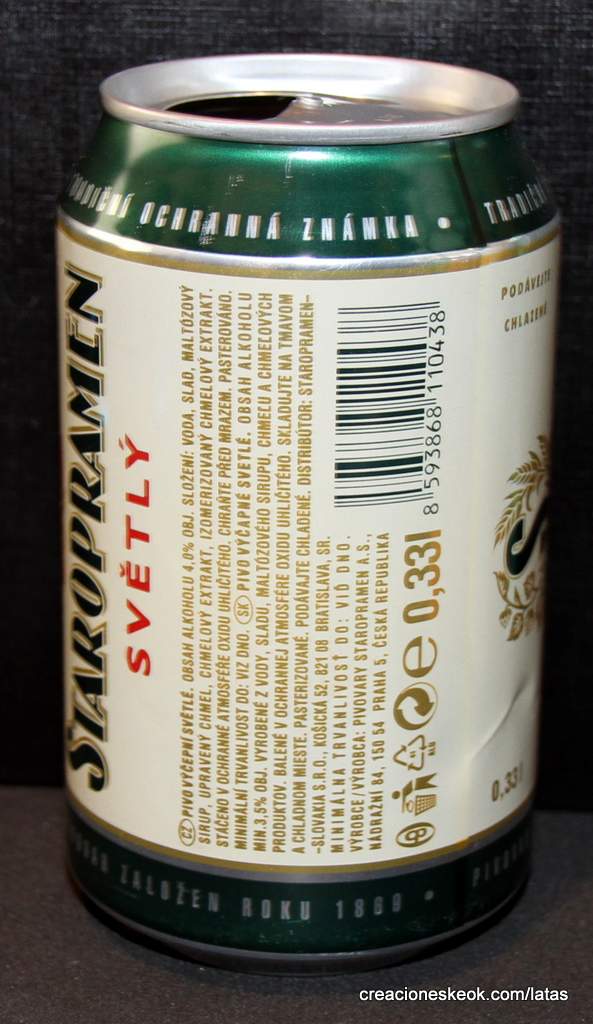 OCHRANNÁ ZNÁMKA •
STAROPRAMEN
SVĚTLÝ
CZ PIVO VÝČEPNÍ SVĚTLÉ. OBSAH ALKOHOLU 4,0% OBJ. SLOŽENÍ: VODA, SLAD, MALTÓZOVÝ
SIRUP, UPRAVENÝ CHMEL, CHMELOVÝ EXTRAKT, IZOMERIZOVANÝ CHMELOVÝ EXTRAKT.
STÁČENO V OCHRANNÉ ATMOSFÉŘE OXIDU UHLIČITÉHO. CHRAŇTE PŘED MRAZEM. PASTEROVÁNO.
MINIMÁLNÍ TRVANLIVOST DO: VIZ DNO. SK PIVO VÝČAPNÉ SVETLÉ. OBSAH ALKOHOLU
MIN. 3,5% OBJ. VYROBENÉ Z VODY, SLADU, MALTÓZOVÉHO SIRUPU, CHMEĽU A CHMEĽOVÝCH
PRODUKTOV, BALENÉ V OCHRANNEJ ATMOSFÉRE OXIDU UHLIČITÉHO. SKLADUJTE NA TMAVOM
A CHLADNOM MIESTE. PASTERIZOVANÉ. PODÁVAJTE CHLADENÉ. DISTRIBÚTOR: STAROPRAMEN–
–SLOVAKIA S.R.O., KOŠICKÁ 52, 821 08 BRATISLAVA, SR.
MINIMÁLNA TRVANLIVOSŤ DO: VIĎ DNO.
VÝROBCE/VÝROBCA: PIVOVARY STAROPRAMEN A.S.,
NÁDRAŽNÍ 84, 150 54 PRAHA 5, ČESKÁ REPUBLIKA
e 0,33l
8 593868 110438
PODÁVEJTE
CHLAZENÉ
0,33l
ZALOŽEN ROKU 1869 •
creacioneskeok.com/latas